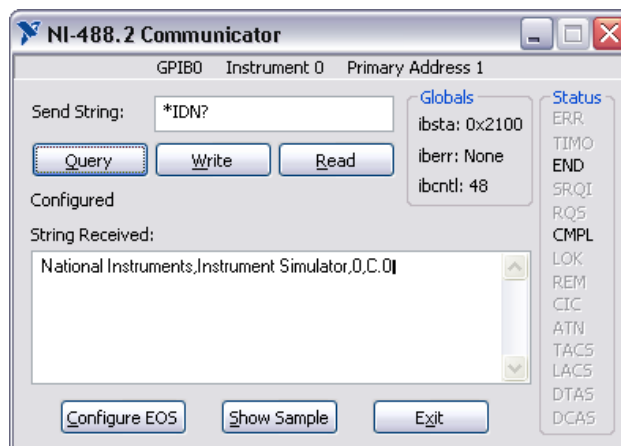 NI-488.2 Communicator
GPIB0 Instrument 0 Primary Address 1
Send String: *IDN?
Query Write Read
Configured
String Received:
National Instruments,Instrument Simulator,0,C.0
Configure EOS Show Sample Exit
Globals
ibsta: 0x2100
iberr: None
ibcntl: 48
Status
ERR
TIMO
END
SRQI
RQS
CMPL
LOK
REM
CIC
ATN
TACS
LACS
DTAS
DCAS